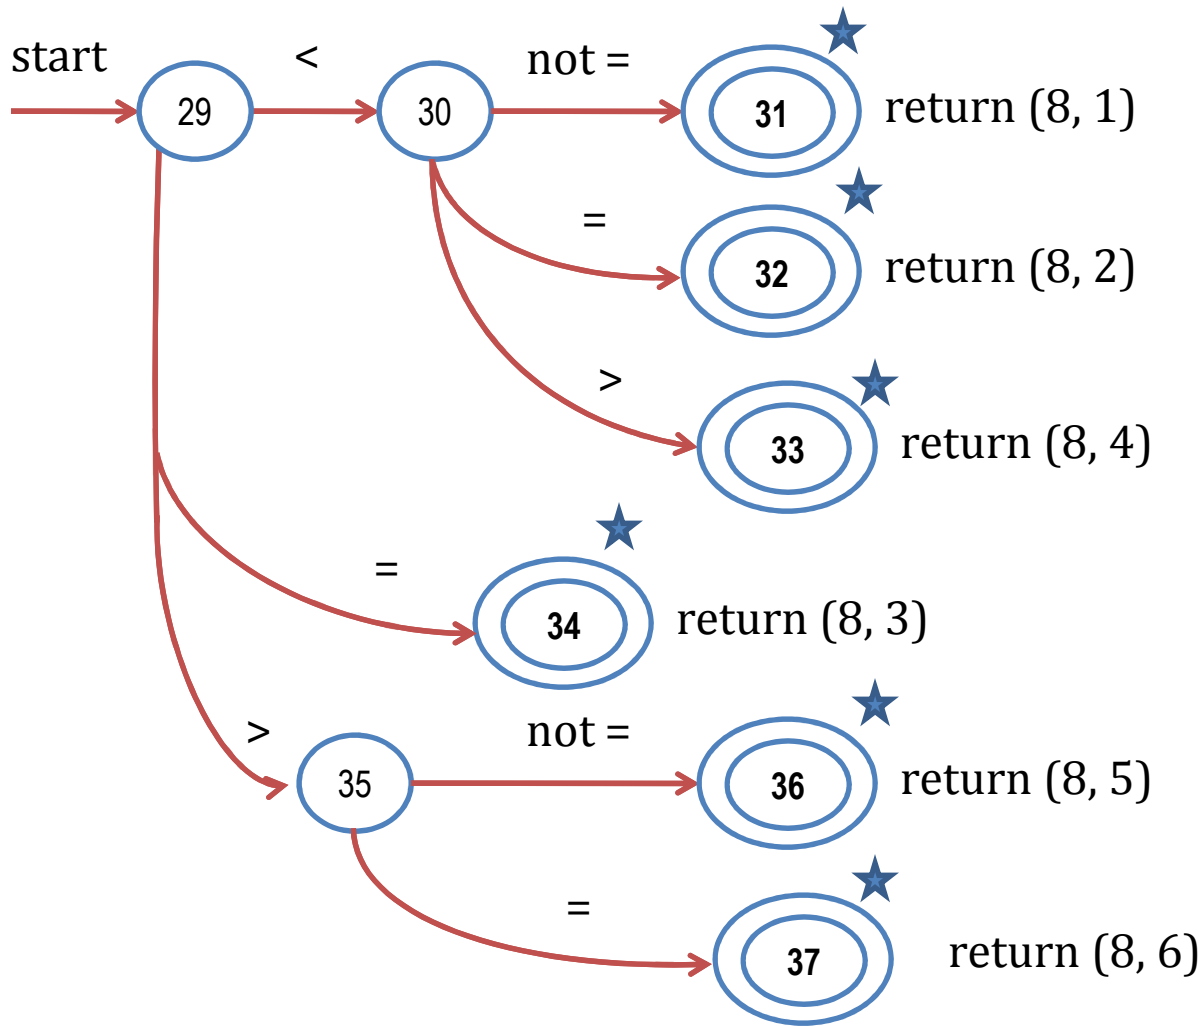 start
<
not =
29
30
31
return (8, 1)
=
32
return (8, 2)
>
33
return (8, 4)
=
34
return (8, 3)
>
not =
35
36
return (8, 5)
=
37
return (8, 6)